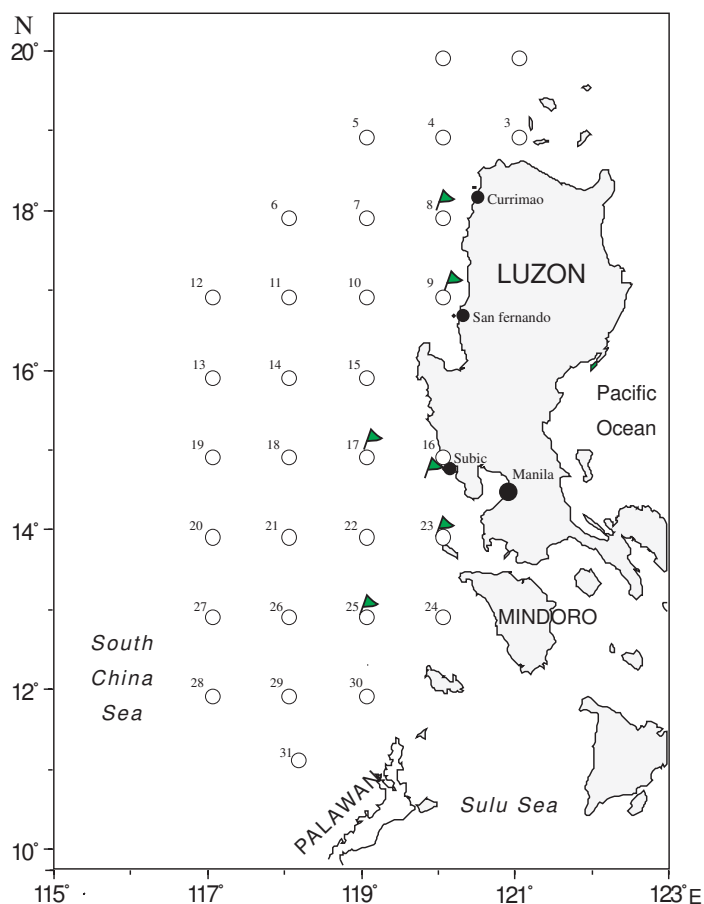 N
20°
5 4 3
18°
6 7 8
Currimao
LUZON
12 11 10 9
San fernando
16°
13 14 15
Pacific
Ocean
19 18 17 16
Subic
Manila
14°
20 21 22 23
27 26 25 24
MINDORO
South
China
Sea
12°
28 29 30
31
PALAWAN
Sulu Sea
10°
115° 117° 119° 121° 123° E